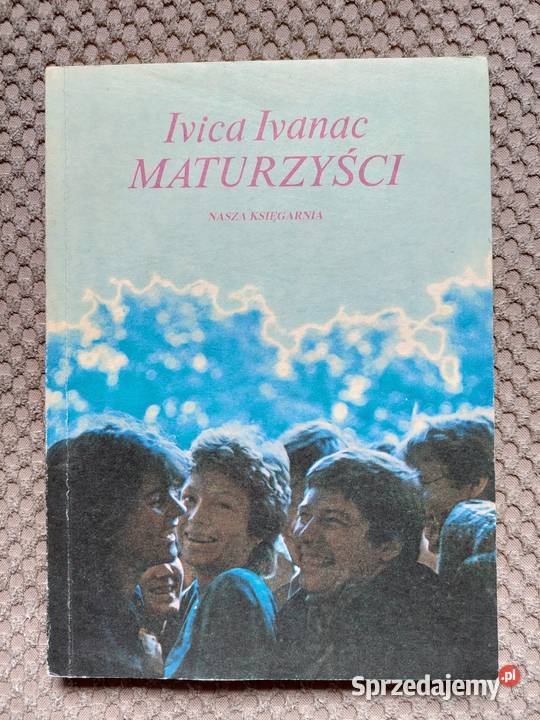 Ivica Ivanac
MATURZYŚCI
NASZA KSIĘGARNIA
Sprzedajemy.pl